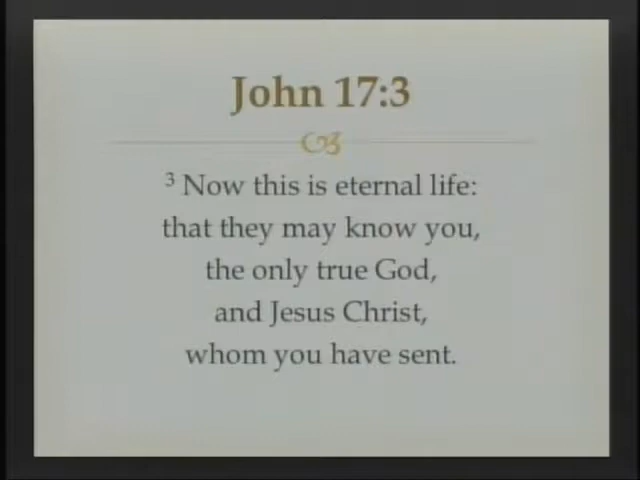 John 17:3
³ Now this is eternal life:
that they may know you,
the only true God,
and Jesus Christ,
whom you have sent.